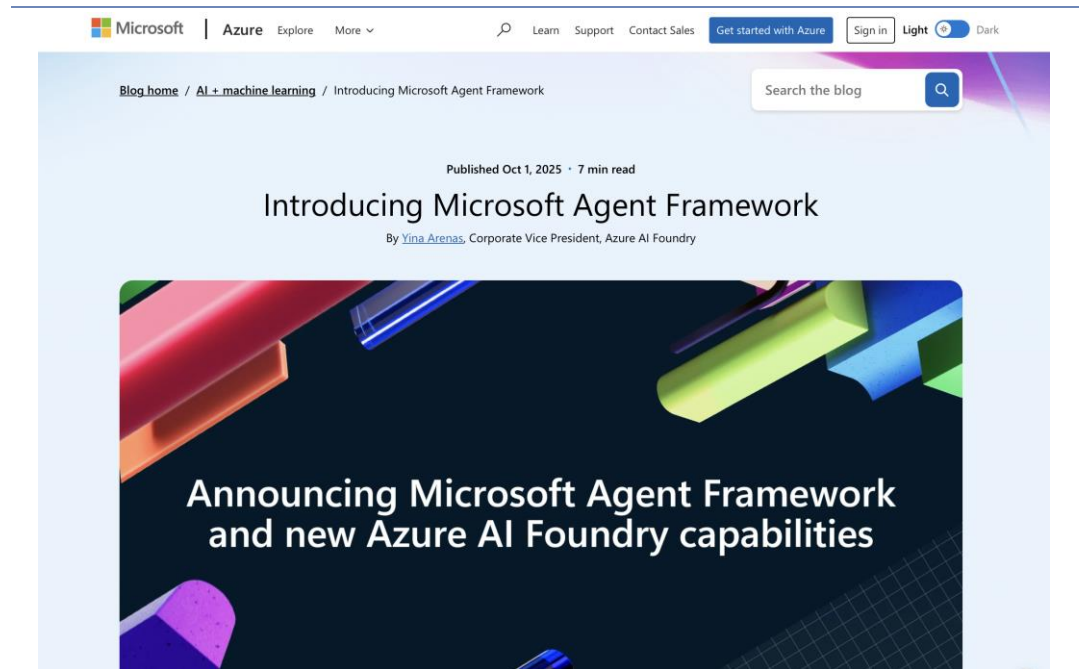 Microsoft | Azure Explore More Learn Support Contact Sales Get started with Azure Sign in Light Dark
Blog home / AI + machine learning / Introducing Microsoft Agent Framework
Search the blog
Published Oct 1, 2025 · 7 min read
Introducing Microsoft Agent Framework
By Yina Arenas, Corporate Vice President, Azure AI Foundry
Announcing Microsoft Agent Framework
and new Azure AI Foundry capabilities